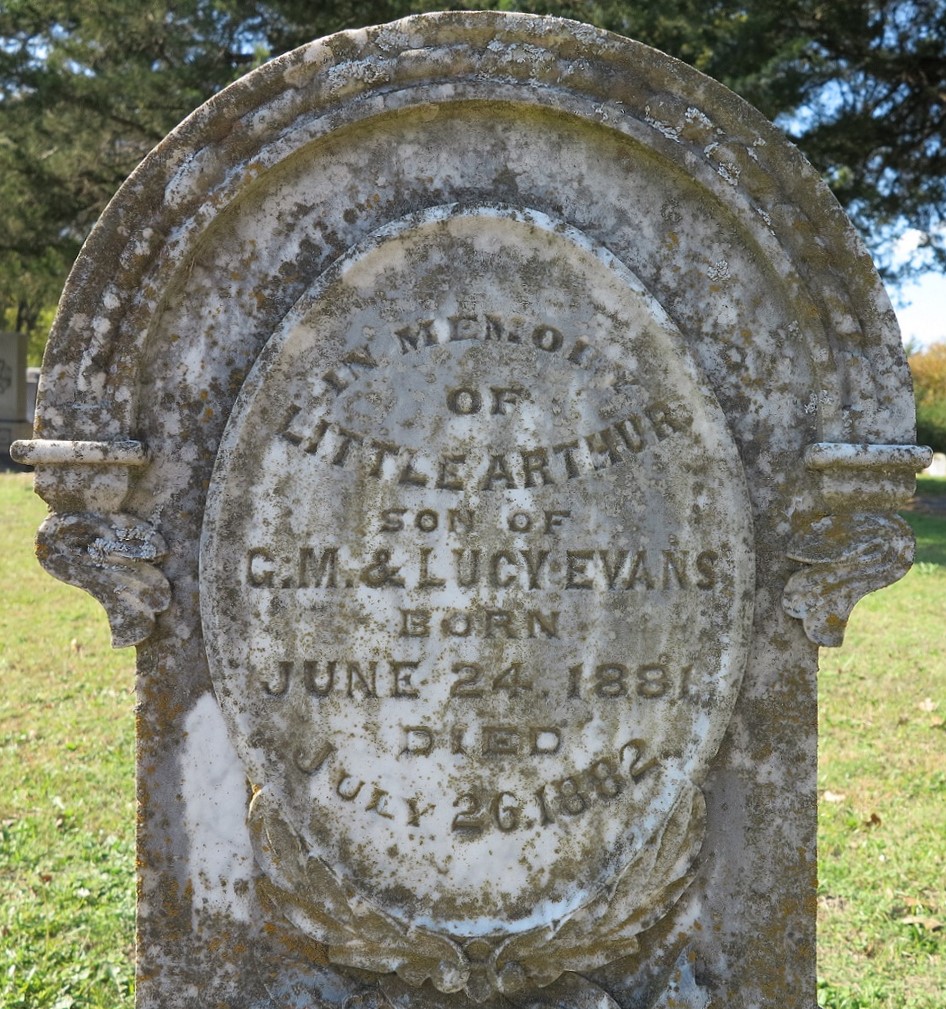 IN MEMORY
OF
LITTLE ARTHUR
SON OF
G.M. & LUCY EVANS
BORN
JUNE 24, 1881.
DIED
JULY 26, 1882.